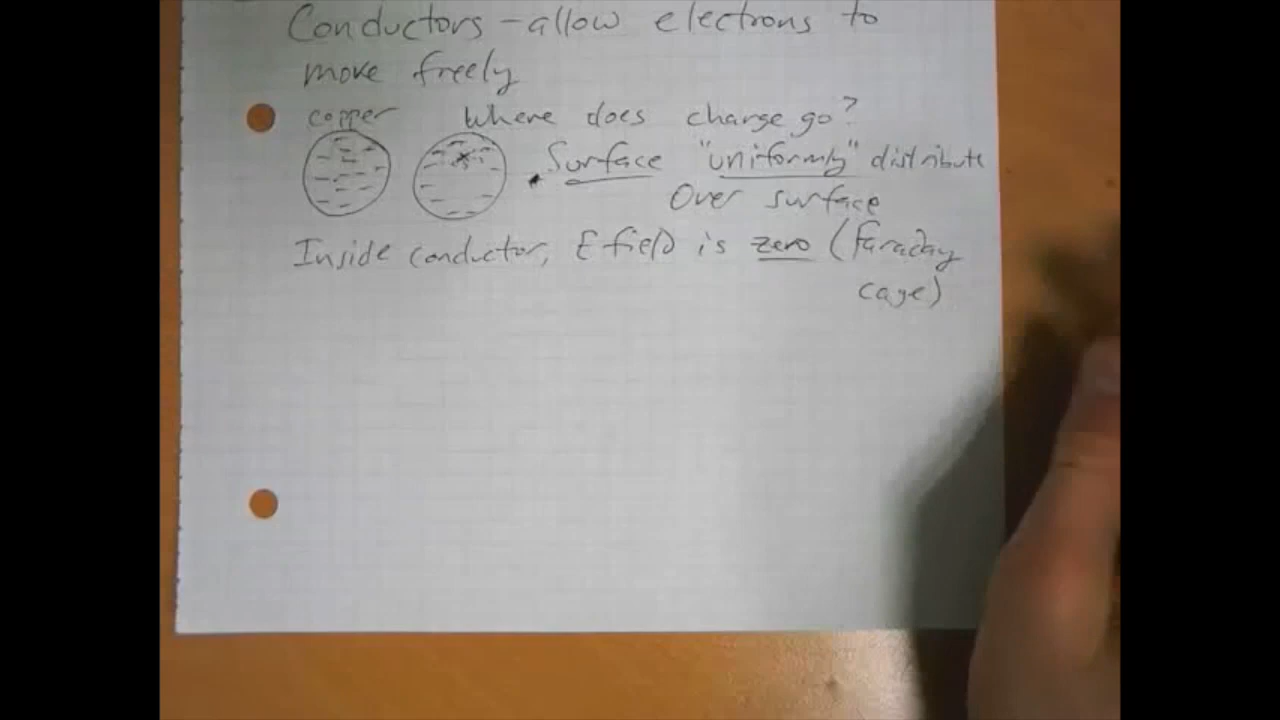 Conductors - allow electrons to
move freely
copper Where does charge go?
Surface "uniformly" distribute
Over surface
Inside conductor, E field is zero (Faraday
cage)